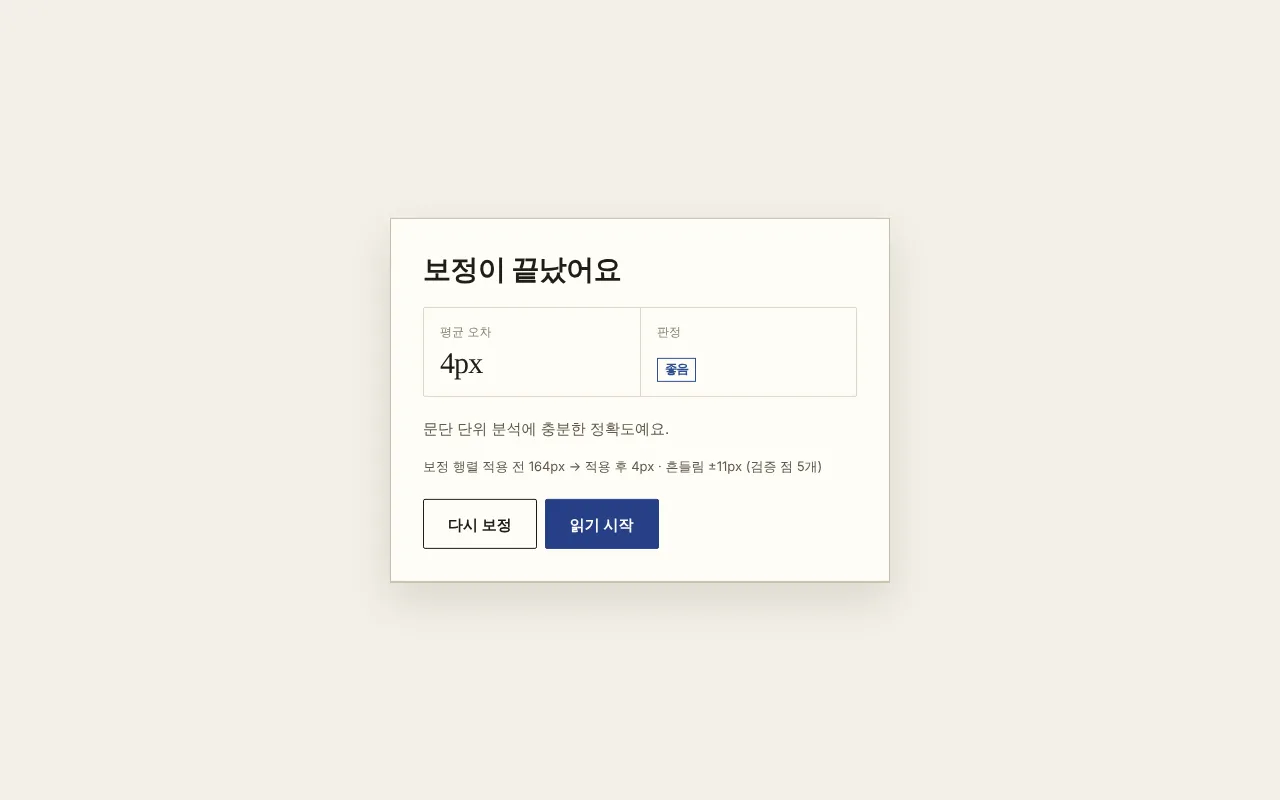 보정이 끝났어요
평균 오차
4px
판정
좋음
문단 단위 분석에 충분한 정확도예요.
보정 행렬 적용 전 164px → 적용 후 4px · 흔들림 ±11px (검증 점 5개)
다시 보정
읽기 시작